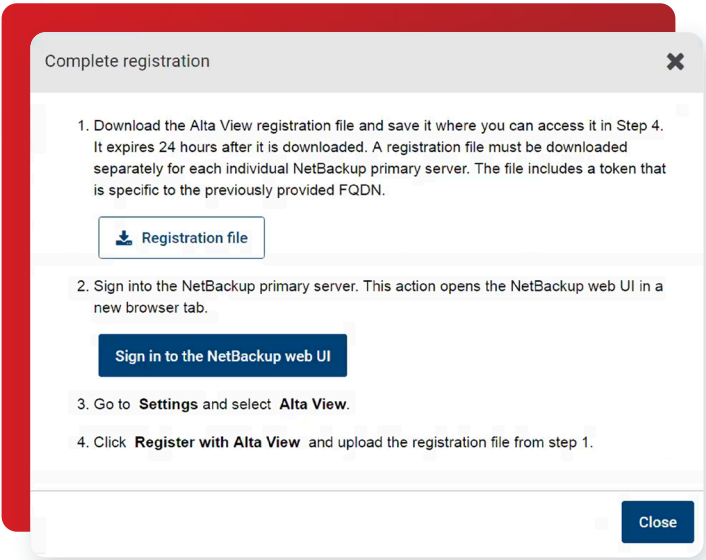 Complete registration
1. Download the Alta View registration file and save it where you can access it in Step 4.
It expires 24 hours after it is downloaded. A registration file must be downloaded
separately for each individual NetBackup primary server. The file includes a token that
is specific to the previously provided FQDN.
Registration file
2. Sign into the NetBackup primary server. This action opens the NetBackup web UI in a
new browser tab.
Sign in to the NetBackup web UI
3. Go to Settings and select Alta View.
4. Click Register with Alta View and upload the registration file from step 1.
Close